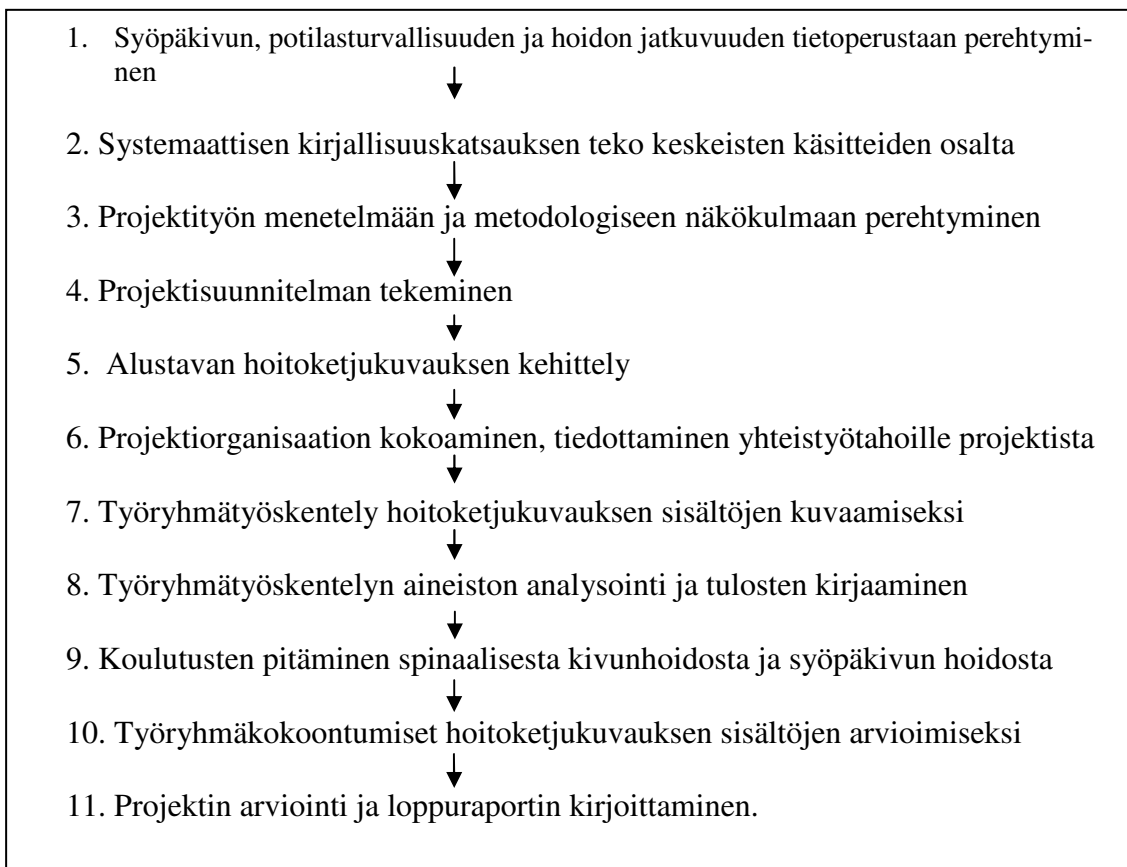 1. Syöpäkivun, potilasturvallisuuden ja hoidon jatkuvuuden tietoperustaan perehtymi-
nen
2. Systemaattisen kirjallisuuskatsauksen teko keskeisten käsitteiden osalta
3. Projektityön menetelmään ja metodologiseen näkökulmaan perehtyminen
4. Projektisuunnitelman tekeminen
5. Alustavan hoitoketjukuvauksen kehittely
6. Projektiorganisaation kokoaminen, tiedottaminen yhteistyötahoille projektista
7. Työryhmätyöskentely hoitoketjukuvauksen sisältöjen kuvaamiseksi
8. Työryhmätyöskentelyn aineiston analysointi ja tulosten kirjaaminen
9. Koulutusten pitäminen spinaalisesta kivunhoidosta ja syöpäkivun hoidosta
10. Työryhmäkokoontumiset hoitoketjukuvauksen sisältöjen arvioimiseksi
11. Projektin arviointi ja loppuraportin kirjoittaminen.